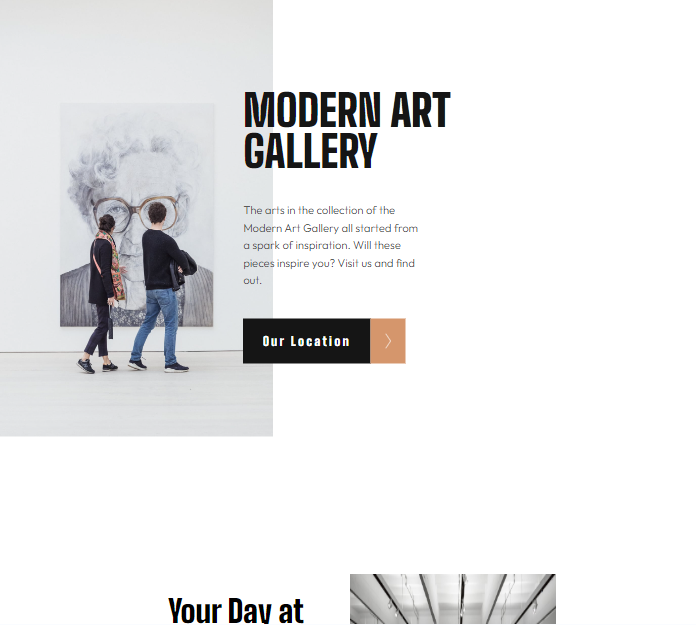 MODERN ART
GALLERY
The arts in the collection of the
Modern Art Gallery all started from
a spark of inspiration. Will these
pieces inspire you? Visit us and find
out.
Our Location
Your Day at